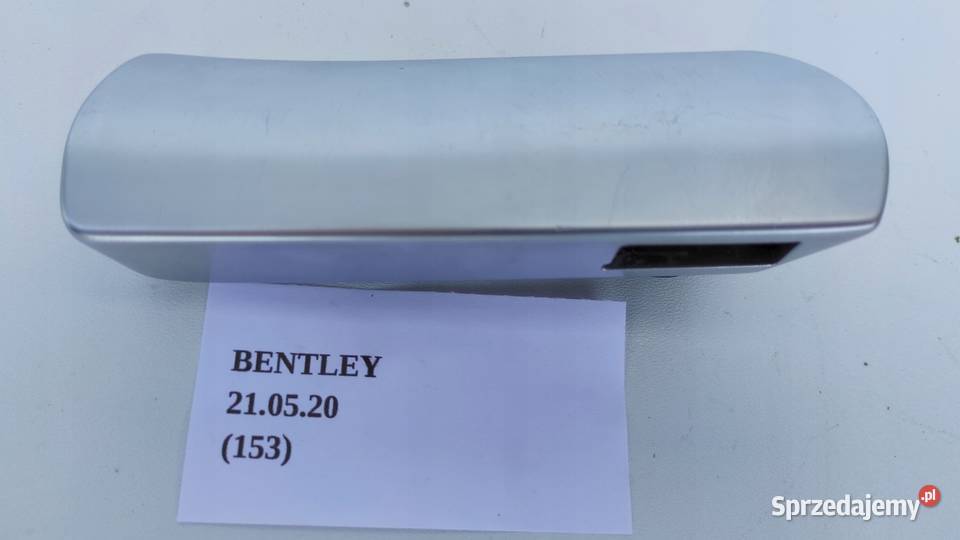 BENTLEY
21.05.20
(153)
Sprzedajemy.pl